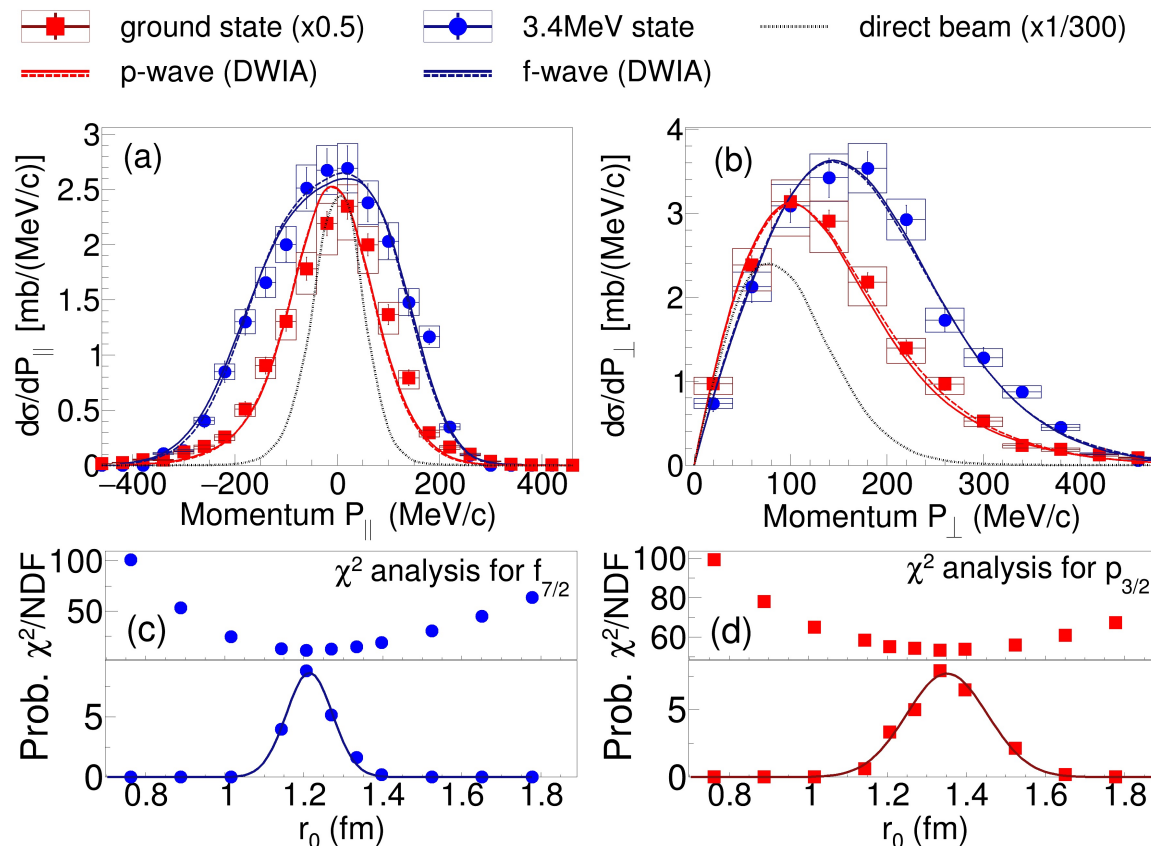 ground state (x0.5) 3.4MeV state direct beam (x1/300)
p-wave (DWIA) f-wave (DWIA)
(a)
dσ/dP∥ [mb/(MeV/c)]
3
2.5
2
1.5
1
0.5
0
−400 −200 0 200 400
Momentum P∥ (MeV/c)
(b)
dσ/dP⊥ [mb/(MeV/c)]
4
3
2
1
0
100 200 300 400
Momentum P⊥ (MeV/c)
χ²/NDF
100
50
(c)
χ² analysis for f7/2
Prob.
5
0
0.8 1 1.2 1.4 1.6
r0 (fm)
χ²/NDF
100
80
60
(d)
χ² analysis for p3/2
Prob.
5
0
0.8 1 1.2 1.4 1.6
r0 (fm)